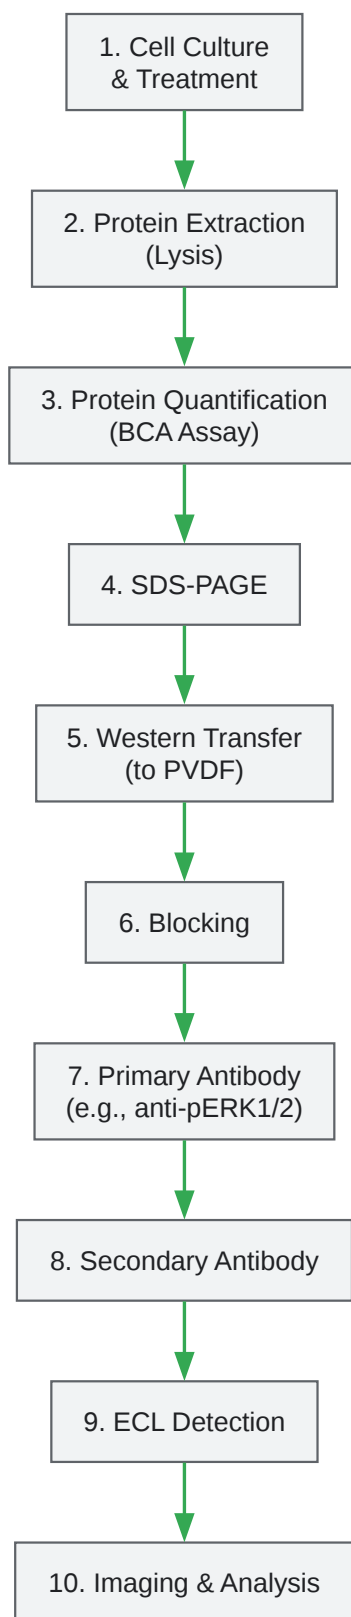 1. Cell Culture
& Treatment
2. Protein Extraction
(Lysis)
3. Protein Quantification
(BCA Assay)
4. SDS-PAGE
5. Western Transfer
(to PVDF)
6. Blocking
7. Primary Antibody
(e.g., anti-pERK1/2)
8. Secondary Antibody
9. ECL Detection
10. Imaging & Analysis